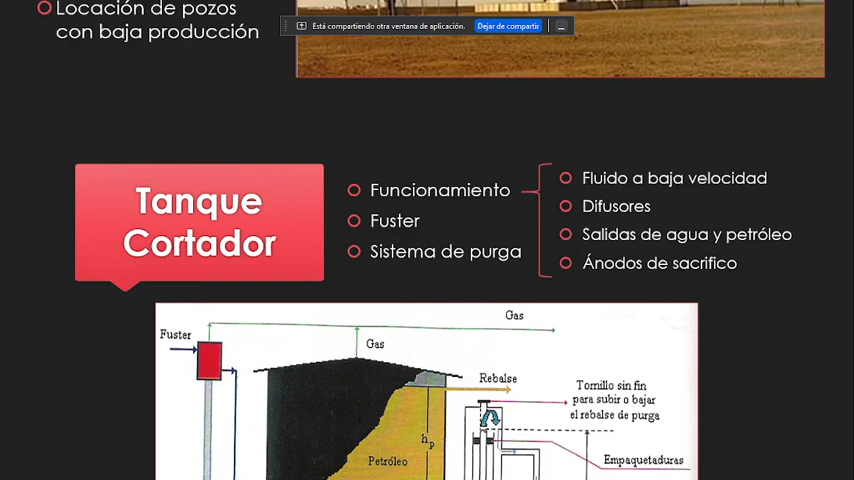 Locación de pozos
con baja producción
Está compartiendo otra ventana de aplicación.
Dejar de compartir
Tanque
Cortador
Funcionamiento
Fuster
Sistema de purga
Fluido a baja velocidad
Difusores
Salidas de agua y petróleo
Ánodos de sacrifico
Gas
Fuster
Gas
Rebalse
Tornillo sin fin
para subir o bajar
el rebalse de purga
hp
Petróleo
Empaquetaduras